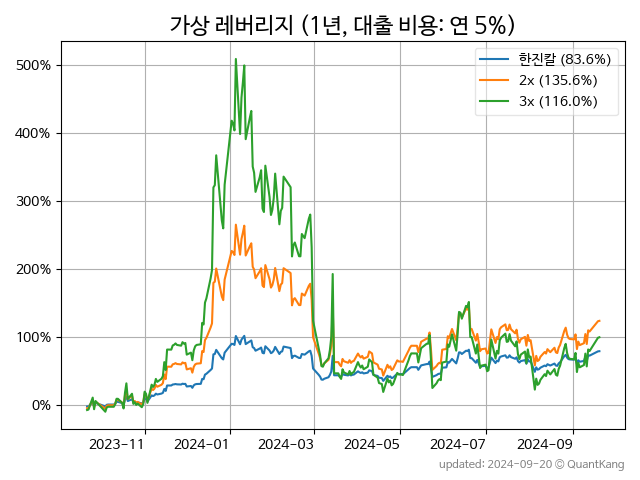 가상 레버리지 (1년, 대출 비용: 연 5%)
한진칼 (83.6%)
2x (135.6%)
3x (116.0%)
500%
400%
300%
200%
100%
0%
2023-11 2024-01 2024-03 2024-05 2024-07 2024-09
updated: 2024-09-20 © QuantKang